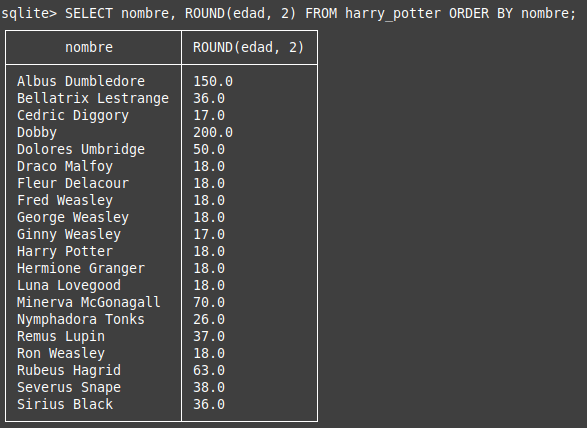 sqlite> SELECT nombre, ROUND(edad, 2) FROM harry_potter ORDER BY nombre;
nombre ROUND(edad, 2)
Albus Dumbledore 150.0
Bellatrix Lestrange 36.0
Cedric Diggory 17.0
Dobby 200.0
Dolores Umbridge 50.0
Draco Malfoy 18.0
Fleur Delacour 18.0
Fred Weasley 18.0
George Weasley 18.0
Ginny Weasley 17.0
Harry Potter 18.0
Hermione Granger 18.0
Luna Lovegood 18.0
Minerva McGonagall 70.0
Nymphadora Tonks 26.0
Remus Lupin 37.0
Ron Weasley 18.0
Rubeus Hagrid 63.0
Severus Snape 38.0
Sirius Black 36.0